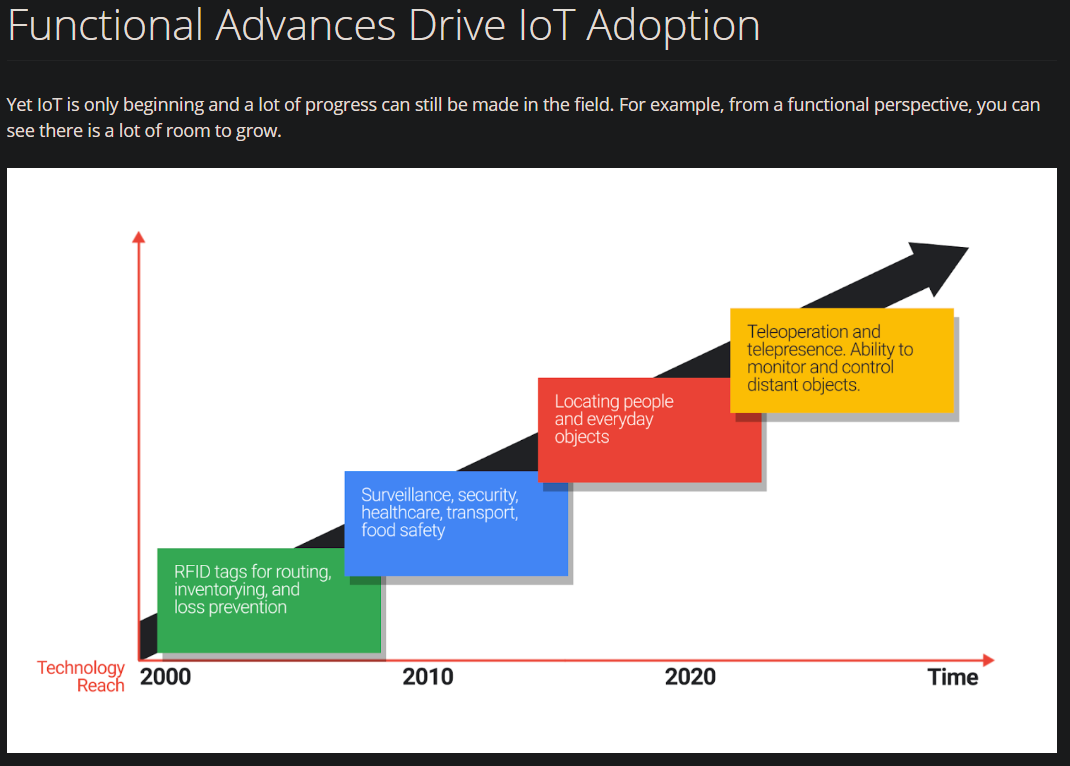 Functional Advances Drive IoT Adoption
Yet IoT is only beginning and a lot of progress can still be made in the field. For example, from a functional perspective, you can
see there is a lot of room to grow.
Teleoperation and
telepresence. Ability to
monitor and control
distant objects.
Locating people
and everyday
objects
Surveillance, security,
healthcare, transport,
food safety
RFID tags for routing,
inventorying, and
loss prevention
Technology
Reach
2000
2010
2020
Time